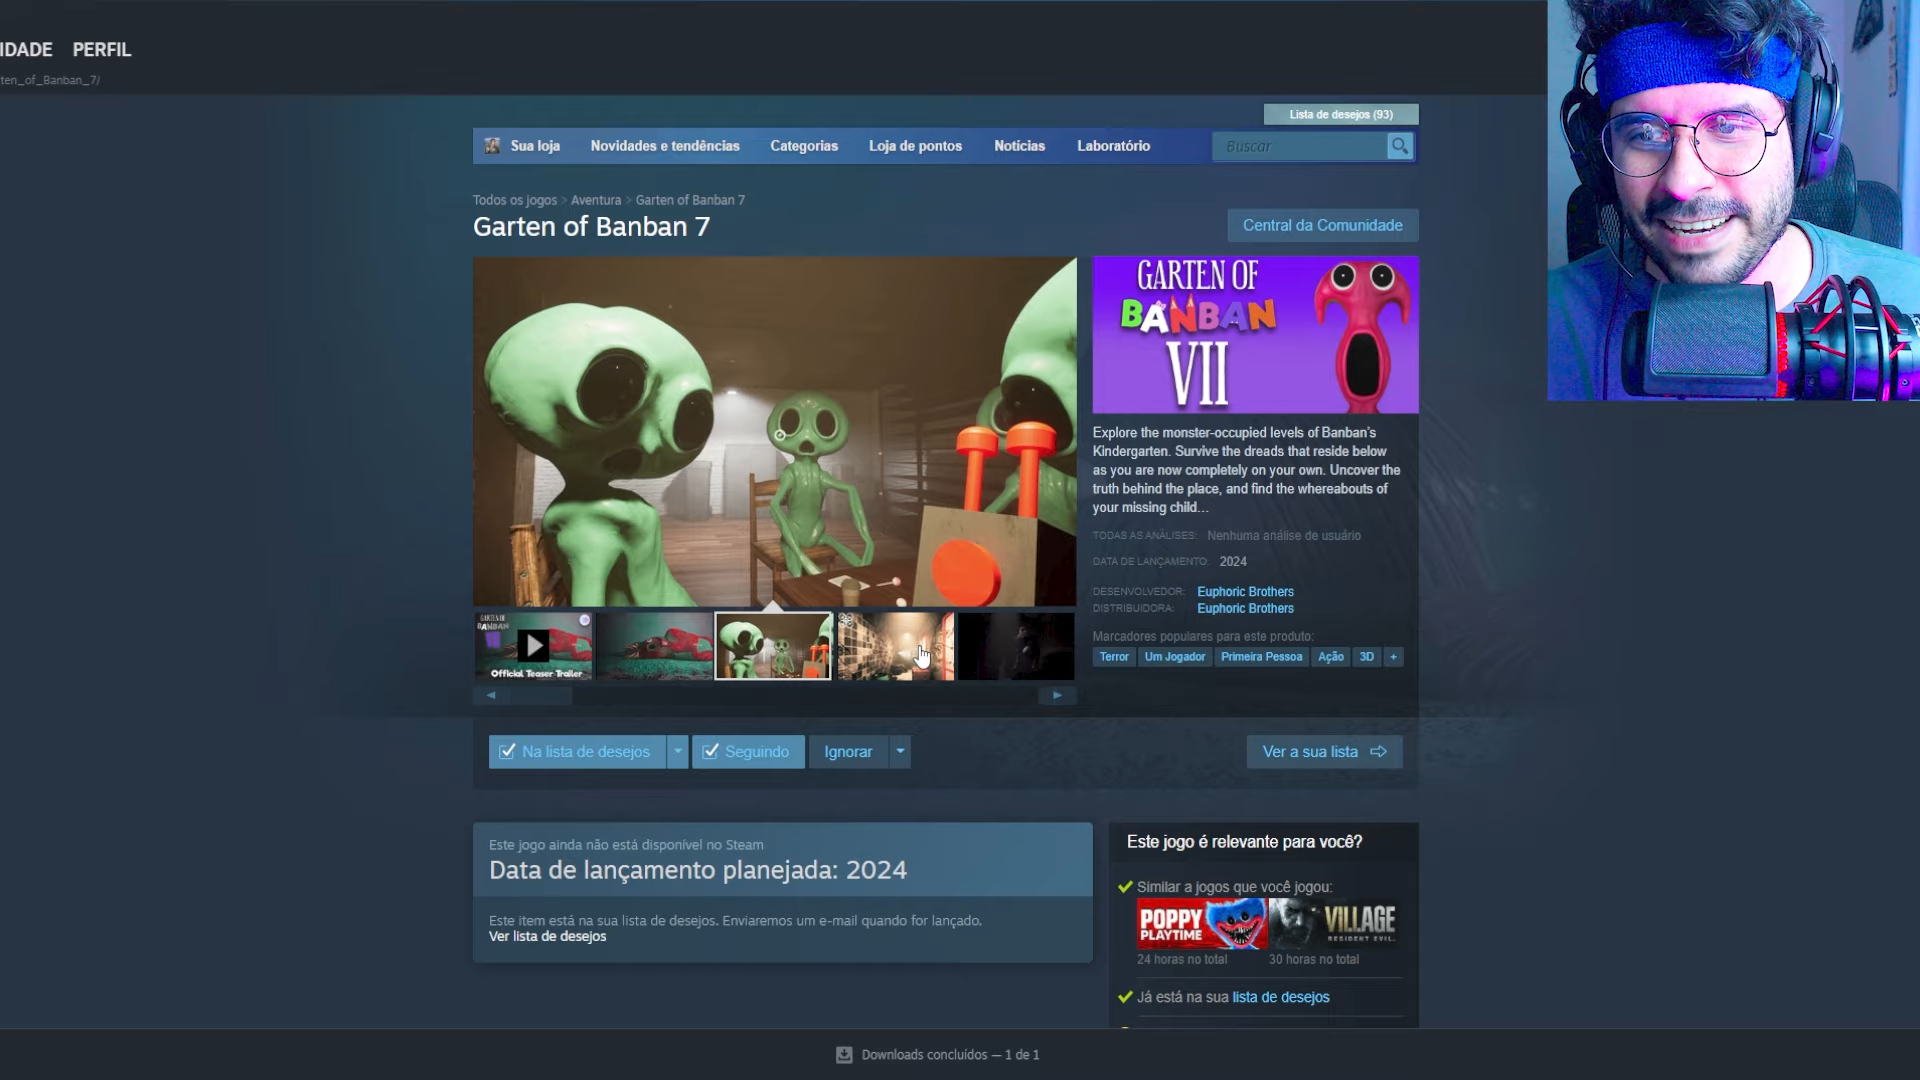 IDADE PERFIL
ten_of_Banban_7/
Lista de desejos (93)
Sua loja Novidades e tendências Categorias Loja de pontos Notícias Laboratório Buscar
Todos os jogos > Aventura > Garten of Banban 7
Garten of Banban 7
Central da Comunidade
GARTEN OF
BANBAN
VII
Explore the monster-occupied levels of Banban's
Kindergarten. Survive the dreads that reside below
as you are now completely on your own. Uncover the
truth behind the place, and find the whereabouts of
your missing child...
TODAS AS ANÁLISES: Nenhuma análise de usuário
DATA DE LANÇAMENTO: 2024
DESENVOLVEDOR: Euphoric Brothers
DISTRIBUIDORA: Euphoric Brothers
Marcadores populares para este produto:
Terror Um Jogador Primeira Pessoa Ação 3D +
GARTEN OF
BANBAN
Official Teaser Trailer
Na lista de desejos Seguindo Ignorar Ver a sua lista
Este jogo ainda não está disponível no Steam
Data de lançamento planejada: 2024
Este item está na sua lista de desejos. Enviaremos um e-mail quando for lançado.
Ver lista de desejos
Este jogo é relevante para você?
Similar a jogos que você jogou:
POPPY
PLAYTIME
VILLAGE
RESIDENT EVIL
24 horas no total 30 horas no total
Já está na sua lista de desejos
Downloads concluídos — 1 de 1